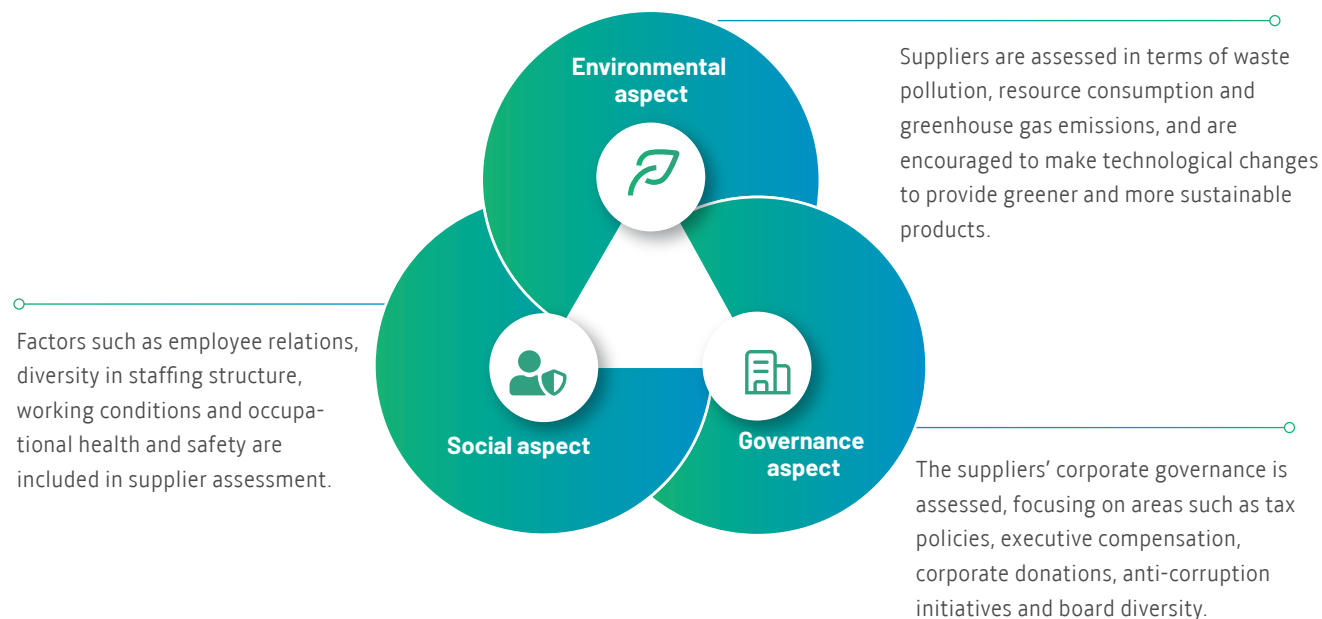 Environmental
aspect
Suppliers are assessed in terms of waste
pollution, resource consumption and
greenhouse gas emissions, and are
encouraged to make technological changes
to provide greener and more sustainable
products.
Factors such as employee relations,
diversity in staffing structure,
working conditions and occupa-
tional health and safety are
included in supplier assessment.
Social aspect
Governance
aspect
The suppliers’ corporate governance is
assessed, focusing on areas such as tax
policies, executive compensation,
corporate donations, anti-corruption
initiatives and board diversity.